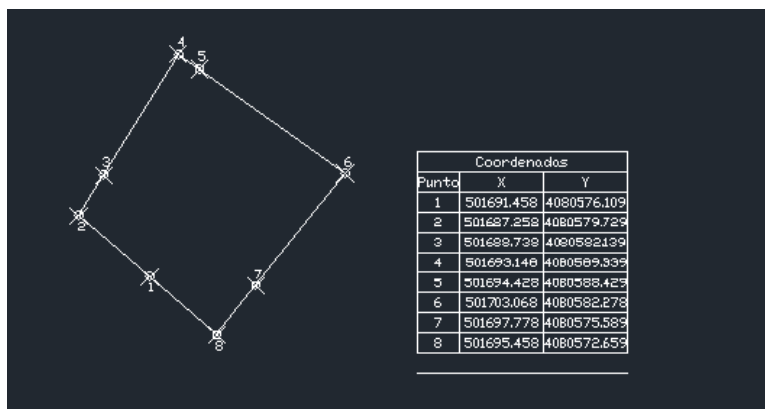 4
5
3
6
2
1
7
8
Coordenadas
Punto X Y
1 501691.458 4080576.109
2 501687.258 4080579.729
3 501688.738 4080582.139
4 501693.148 4080589.339
5 501694.428 4080588.429
6 501703.068 4080582.278
7 501697.778 4080575.589
8 501695.458 4080572.659